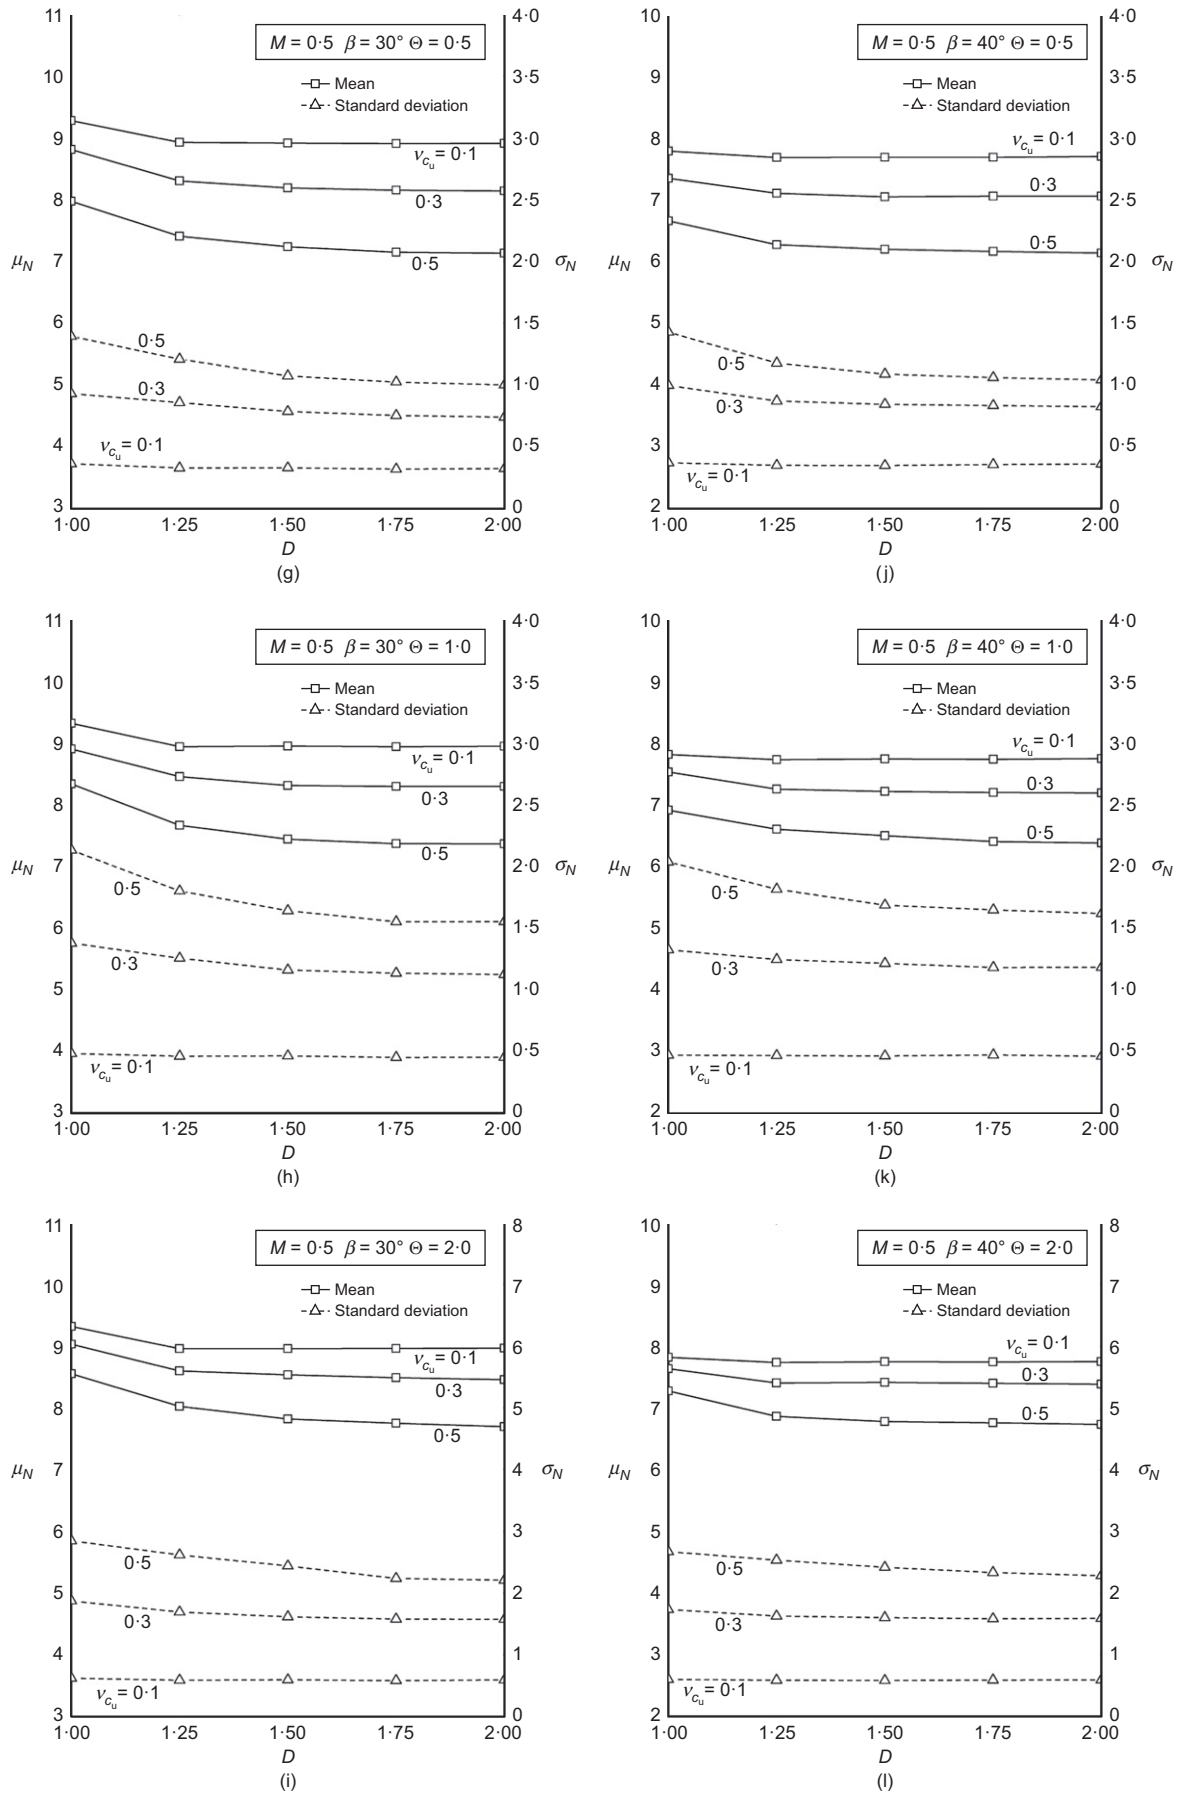 M = 0·5 β = 30° Θ = 0·5
Mean
Standard deviation
11
10
9
8
7
6
5
4
3
μN
4·0
3·5
3·0
2·5
2·0
1·5
1·0
0·5
0
σN
νcu = 0·1
0·3
0·5
0·5
0·3
νcu = 0·1
1·00 1·25 1·50 1·75 2·00
D
(g)
M = 0·5 β = 40° Θ = 0·5
Mean
Standard deviation
10
9
8
7
6
5
4
3
2
μN
4·0
3·5
3·0
2·5
2·0
1·5
1·0
0·5
0
σN
νcu = 0·1
0·3
0·5
0·5
0·3
νcu = 0·1
1·00 1·25 1·50 1·75 2·00
D
(j)
M = 0·5 β = 30° Θ = 1·0
Mean
Standard deviation
11
10
9
8
7
6
5
4
3
μN
4·0
3·5
3·0
2·5
2·0
1·5
1·0
0·5
0
σN
νcu = 0·1
0·3
0·5
0·5
0·3
νcu = 0·1
1·00 1·25 1·50 1·75 2·00
D
(h)
M = 0·5 β = 40° Θ = 1·0
Mean
Standard deviation
10
9
8
7
6
5
4
3
2
μN
4·0
3·5
3·0
2·5
2·0
1·5
1·0
0·5
0
σN
νcu = 0·1
0·3
0·5
0·5
0·3
νcu = 0·1
1·00 1·25 1·50 1·75 2·00
D
(k)
M = 0·5 β = 30° Θ = 2·0
Mean
Standard deviation
11
10
9
8
7
6
5
4
3
μN
8
7
6
5
4
3
2
1
0
σN
νcu = 0·1
0·3
0·5
0·5
0·3
νcu = 0·1
1·00 1·25 1·50 1·75 2·00
D
(i)
M = 0·5 β = 40° Θ = 2·0
Mean
Standard deviation
10
9
8
7
6
5
4
3
2
μN
8
7
6
5
4
3
2
1
0
σN
νcu = 0·1
0·3
0·5
0·5
0·3
νcu = 0·1
1·00 1·25 1·50 1·75 2·00
D
(l)